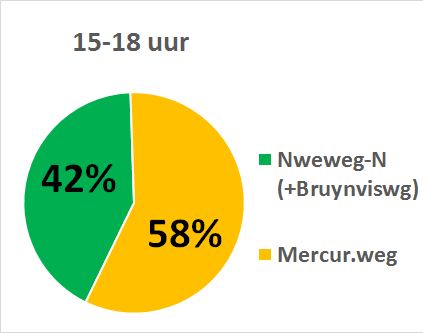 15-18 uur
42%
58%
Nweweg-N
(+Bruynviswg)
Mercur.weg